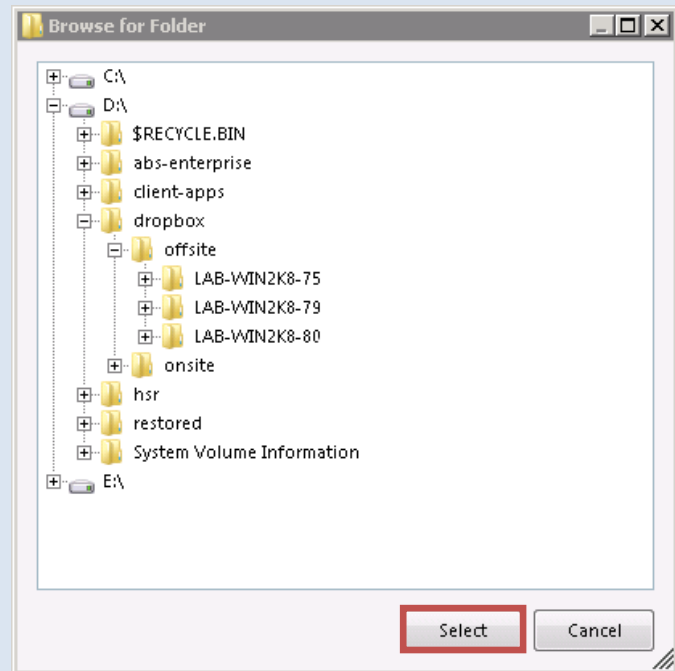 Browse for Folder
C:\
D:\
$RECYCLE.BIN
abs-enterprise
client-apps
dropbox
offsite
LAB-WIN2K8-75
LAB-WIN2K8-79
LAB-WIN2K8-80
onsite
hsr
restored
System Volume Information
E:\
Select Cancel